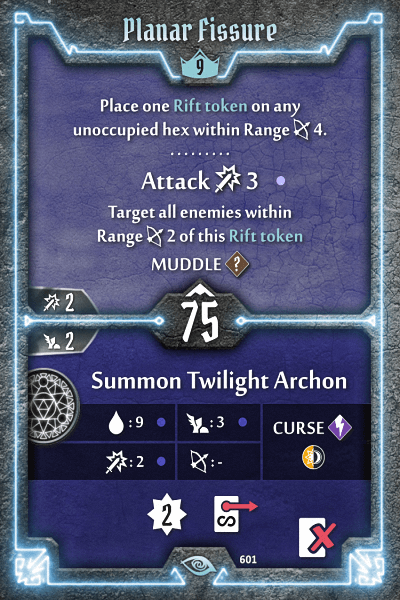 Planar Fissure
9
Place one Rift token on any
unoccupied hex within Range 4.
.........
Attack 3
Target all enemies within
Range 2 of this Rift token
MUDDLE ?
2
75
2
Summon Twilight Archon
: 9 : 3 CURSE
: 2 : -
2
S
601